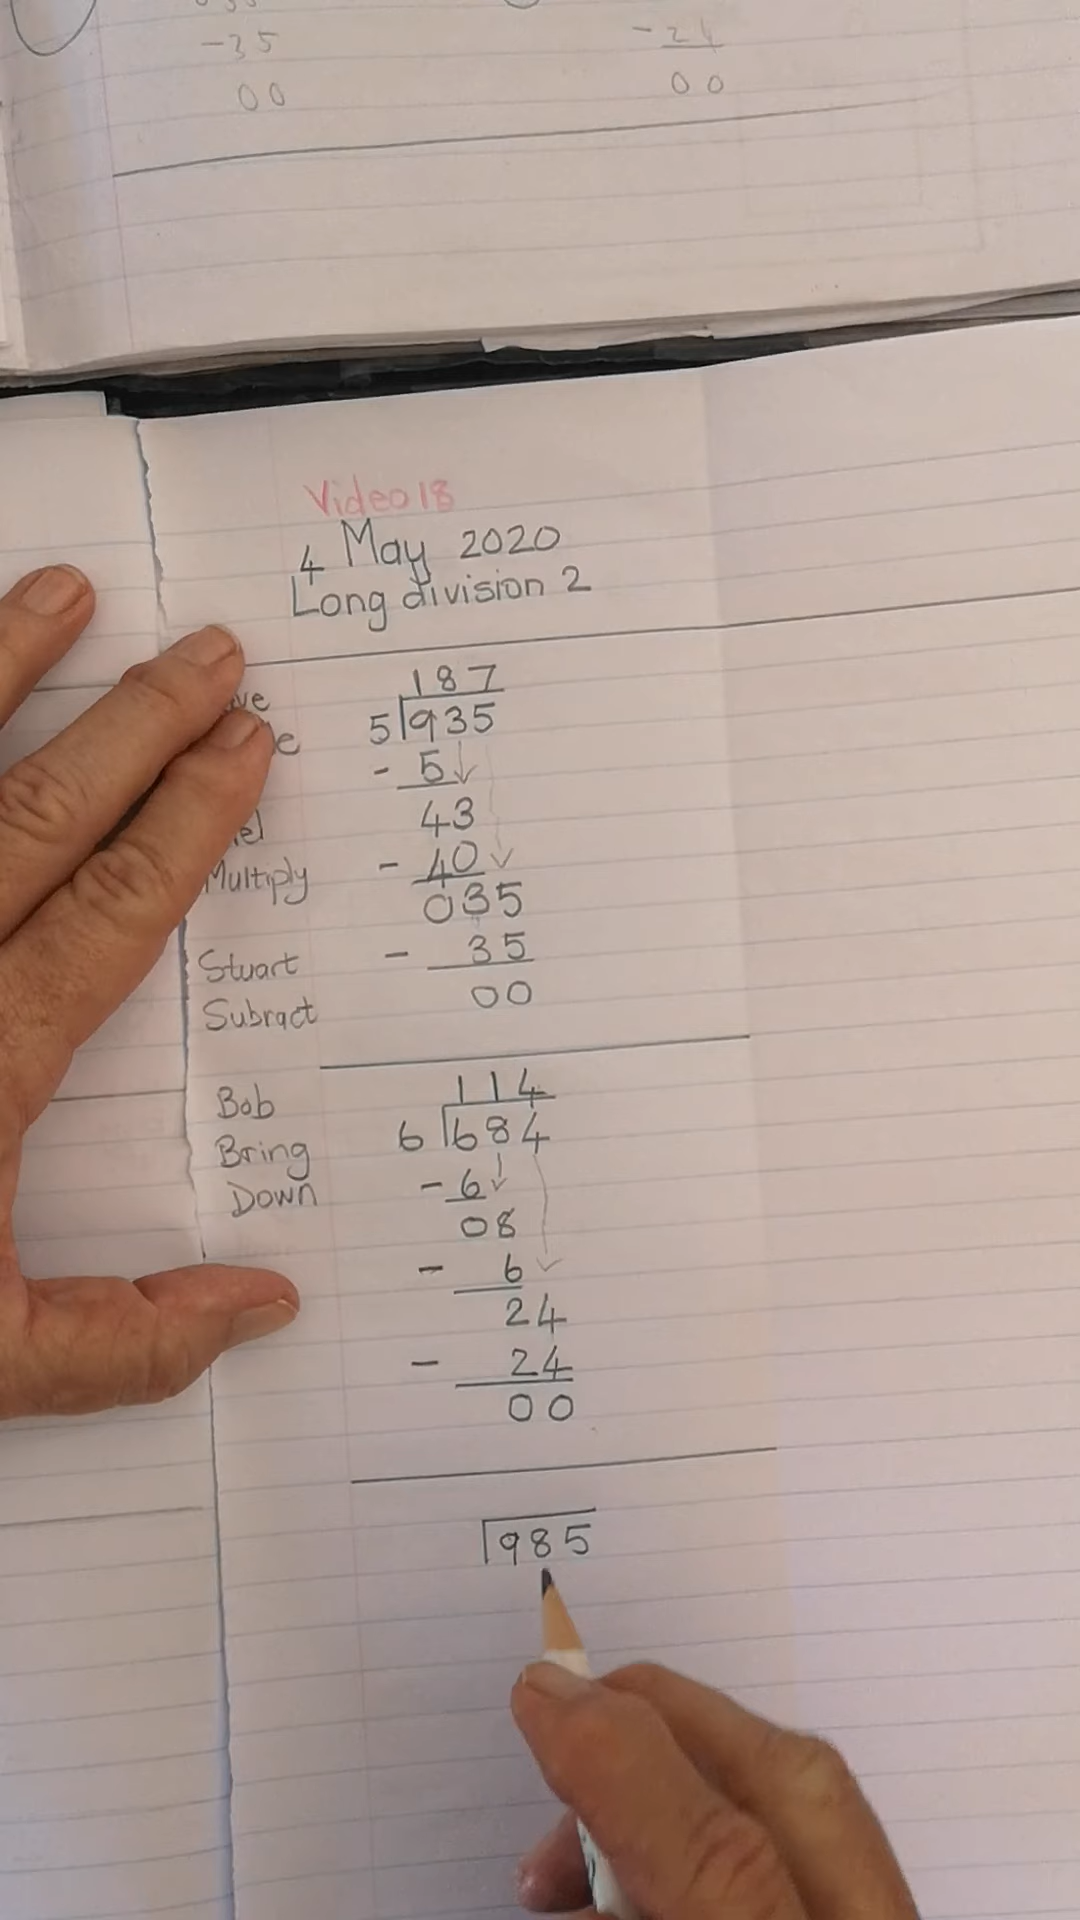 -35
00
-24
00
Video 18
4 May 2020
Long division 2
187
5 935
- 5
43
- 40
Multiply
035
Stuart - 35
Subract 00
114
Bob
6 684
Bring
- 6
Down
08
- 6
24
- 24
00
985